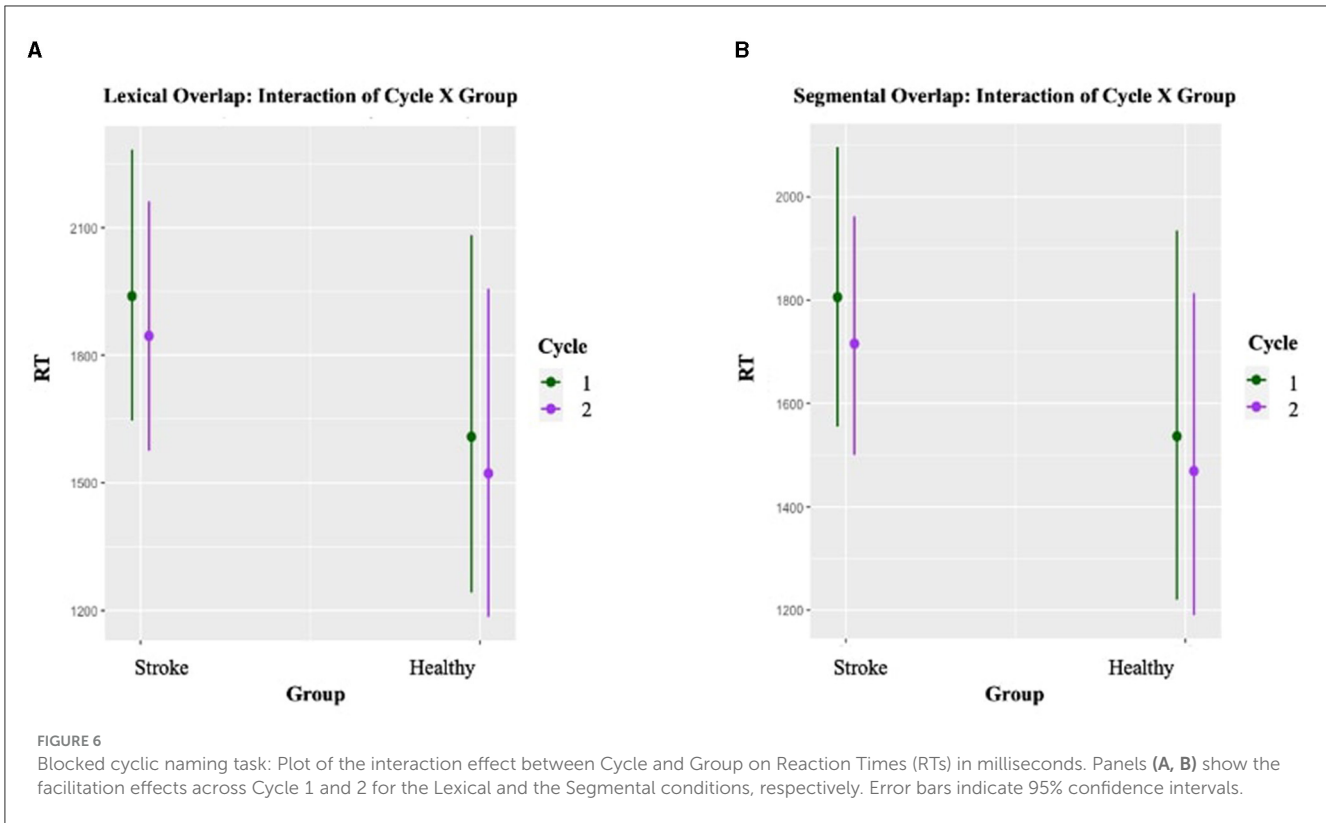 A
Lexical Overlap: Interaction of Cycle X Group
2100
1800
1500
1200
RT
Stroke
Healthy
Group
Cycle
1
2
B
Segmental Overlap: Interaction of Cycle X Group
2000
1800
1600
1400
1200
RT
Stroke
Healthy
Group
Cycle
1
2
FIGURE 6
Blocked cyclic naming task: Plot of the interaction effect between Cycle and Group on Reaction Times (RTs) in milliseconds. Panels (A, B) show the
facilitation effects across Cycle 1 and 2 for the Lexical and the Segmental conditions, respectively. Error bars indicate 95% confidence intervals.